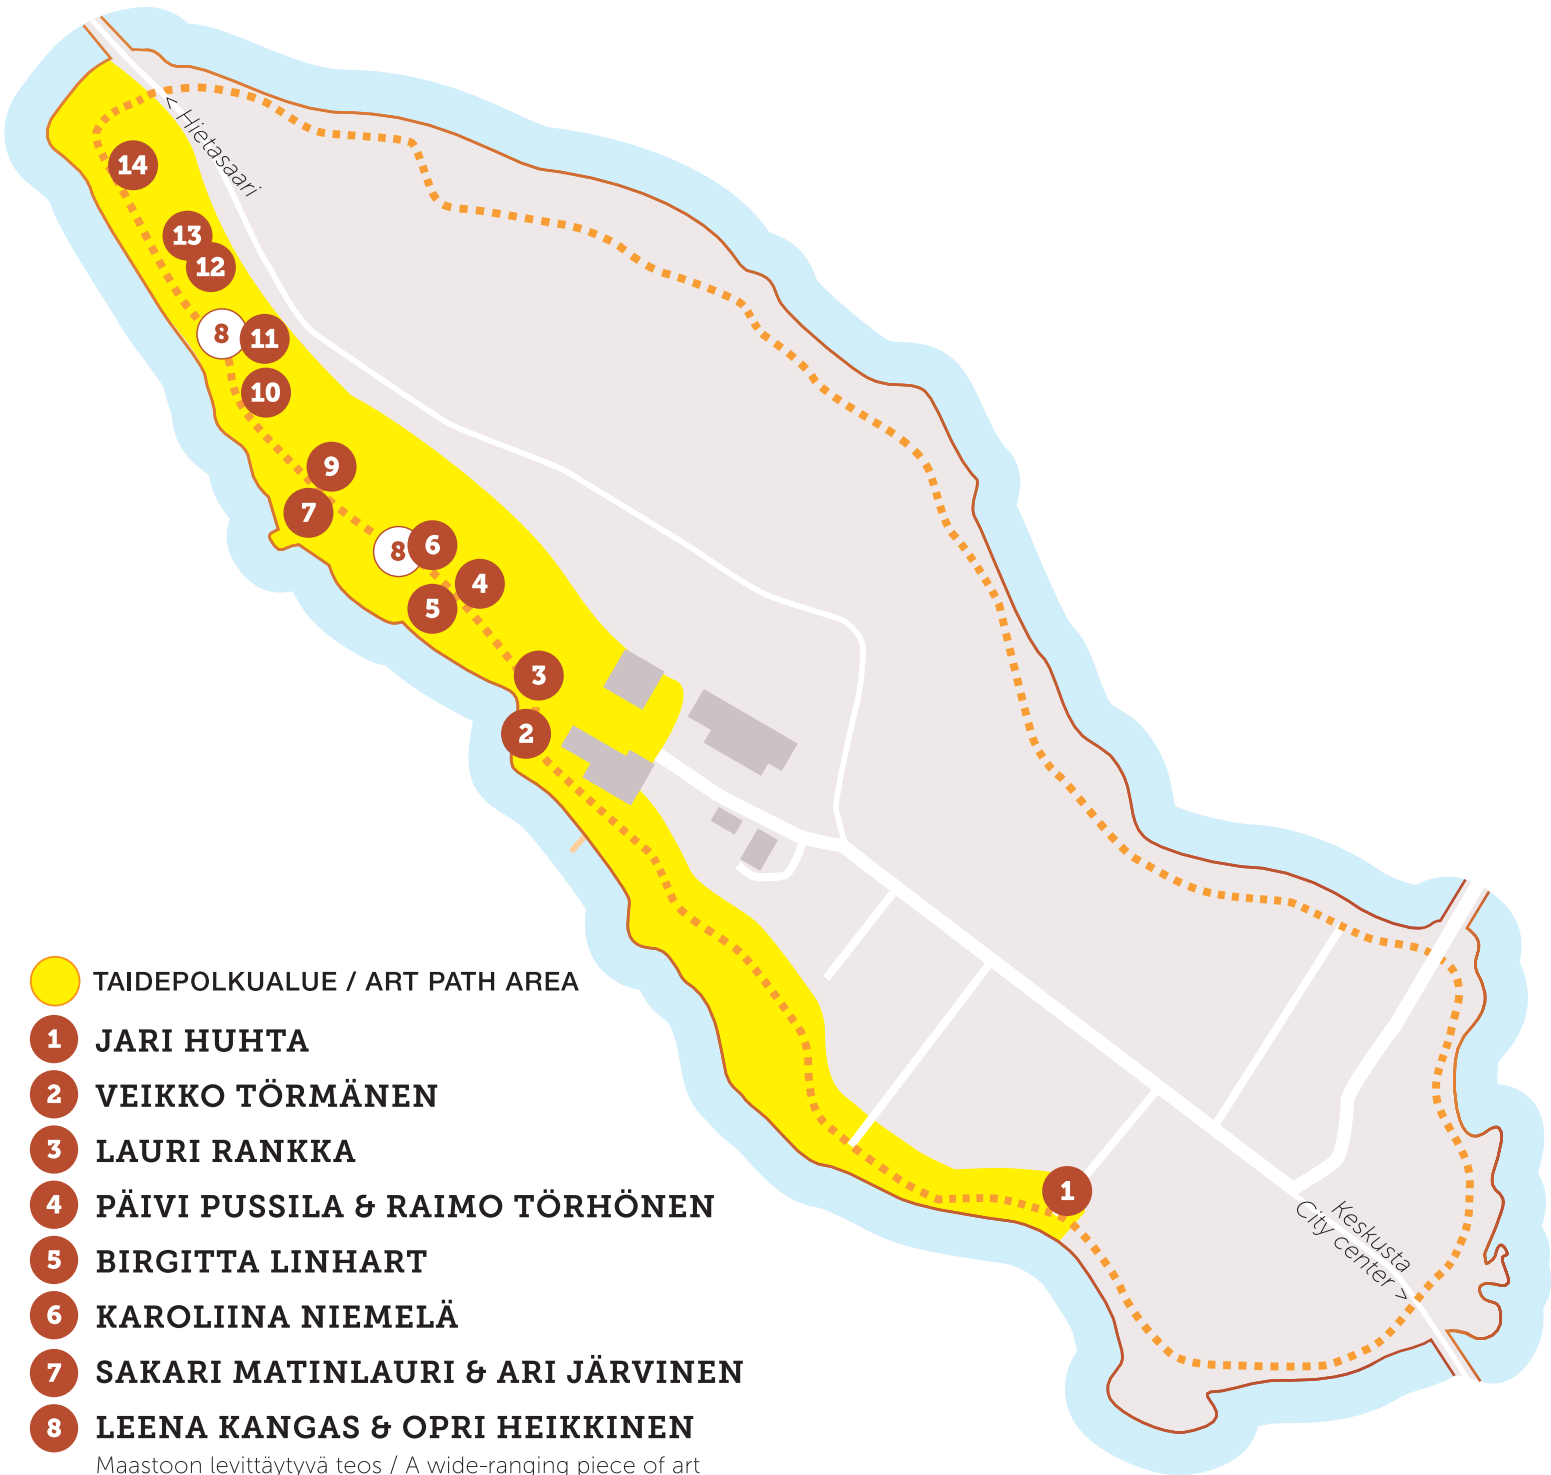 < Hietasaari
14
13
12
8
11
10
9
7
8
6
4
5
3
2
1
Keskusta
City center >
TAIDEPOLKUALUE / ART PATH AREA
1 JARI HUHTA
2 VEIKKO TÖRMÄNEN
3 LAURI RANKKA
4 PÄIVI PUSSILA & RAIMO TÖRHÖNEN
5 BIRGITTA LINHART
6 KAROLIINA NIEMELÄ
7 SAKARI MATINLAURI & ARI JÄRVINEN
8 LEENA KANGAS & OPRI HEIKKINEN
Maastoon levittäytyvä teos / A wide-ranging piece of art